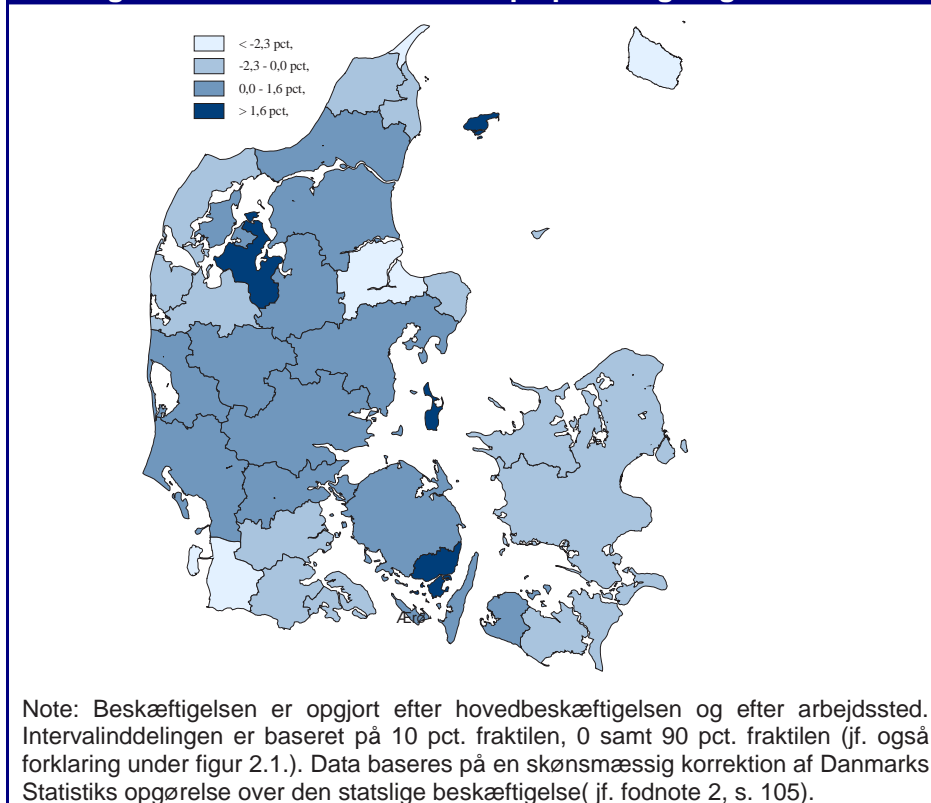 < -2,3 pct,
-2,3 - 0,0 pct,
0,0 - 1,6 pct,
> 1,6 pct,
Ærø
Note: Beskæftigelsen er opgjort efter hovedbeskæftigelsen og efter arbejdssted.
Intervalinddelingen er baseret på 10 pct. fraktilen, 0 samt 90 pct. fraktilen (jf. også
forklaring under figur 2.1.). Data baseres på en skønsmæssig korrektion af Danmarks
Statistiks opgørelse over den statslige beskæftigelse( jf. fodnote 2, s. 105).